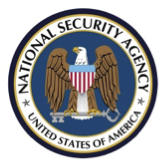 NATIONAL SECURITY AGENCY
UNITED STATES OF AMERICA